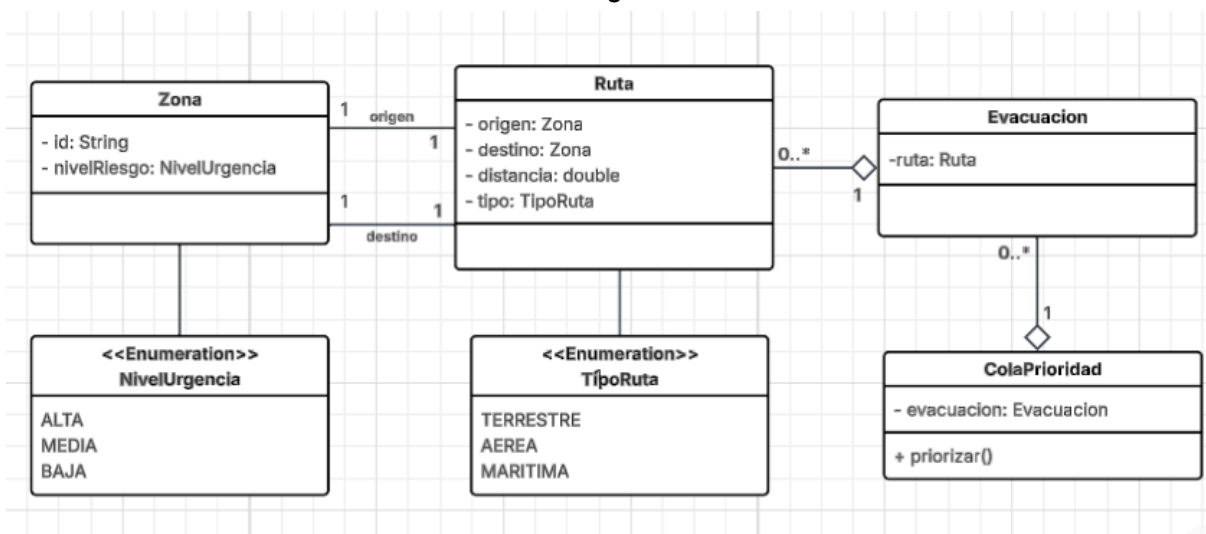 Zona
- id: String
- nivelRiesgo: NivelUrgencia
1
origen
1
1
1
destino
Ruta
- origen: Zona
- destino: Zona
- distancia: double
- tipo: TipoRuta
0..*
1
Evacuacion
-ruta: Ruta
0..*
1
<<Enumeration>>
NivelUrgencia
ALTA
MEDIA
BAJA
<<Enumeration>>
TipoRuta
TERRESTRE
AEREA
MARITIMA
ColaPrioridad
- evacuacion: Evacuacion
+ priorizar()